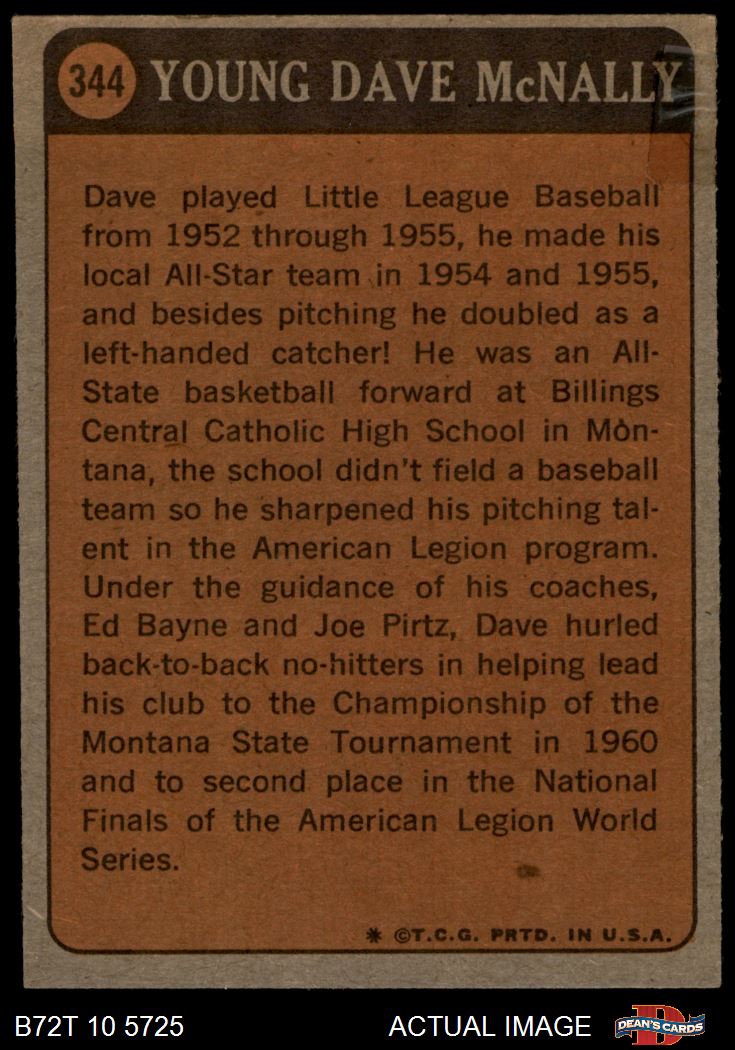 344 YOUNG DAVE McNALLY
Dave played Little League Baseball
from 1952 through 1955, he made his
local All-Star team in 1954 and 1955,
and besides pitching he doubled as a
left-handed catcher! He was an All-
State basketball forward at Billings
Central Catholic High School in Mon-
tana, the school didn't field a baseball
team so he sharpened his pitching tal-
ent in the American Legion program.
Under the guidance of his coaches,
Ed Bayne and Joe Pirtz, Dave hurled
back-to-back no-hitters in helping lead
his club to the Championship of the
Montana State Tournament in 1960
and to second place in the National
Finals of the American Legion World
Series.
* ©T.C.G. PRTD. IN U.S.A.
B72T 10 5725 ACTUAL IMAGE D DEAN'S CARDS